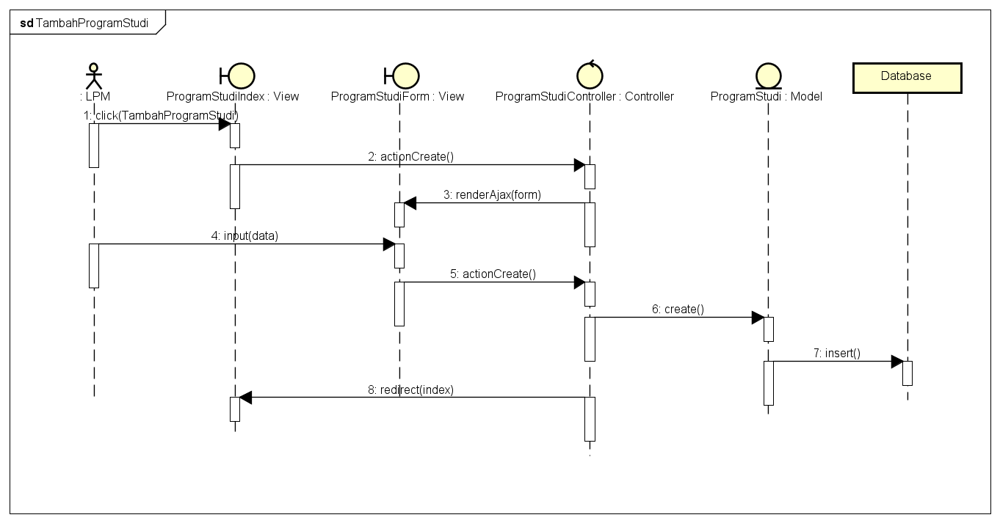 sd TambahProgramStudi
: LPM
ProgramStudiIndex : View
ProgramStudiForm : View
ProgramStudiController : Controller
ProgramStudi : Model
Database
1: click(TambahProgramStudi)
2: actionCreate()
3: renderAjax(form)
4: input(data)
5: actionCreate()
6: create()
7: insert()
8: redirect(index)